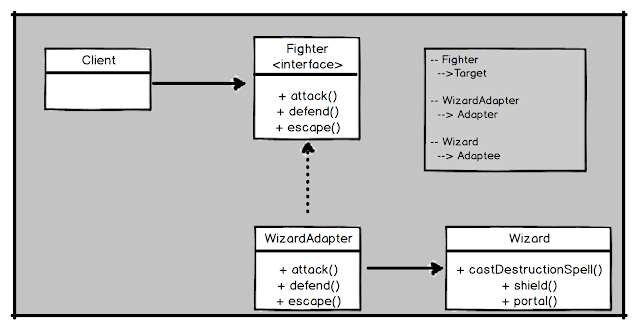 Client
Fighter
<interface>
+ attack()
+ defend()
+ escape()
-- Fighter
-->Target
-- WizardAdapter
--> Adapter
-- Wizard
--> Adaptee
WizardAdapter
+ attack()
+ defend()
+ escape()
Wizard
+ castDestructionSpell()
+ shield()
+ portal()